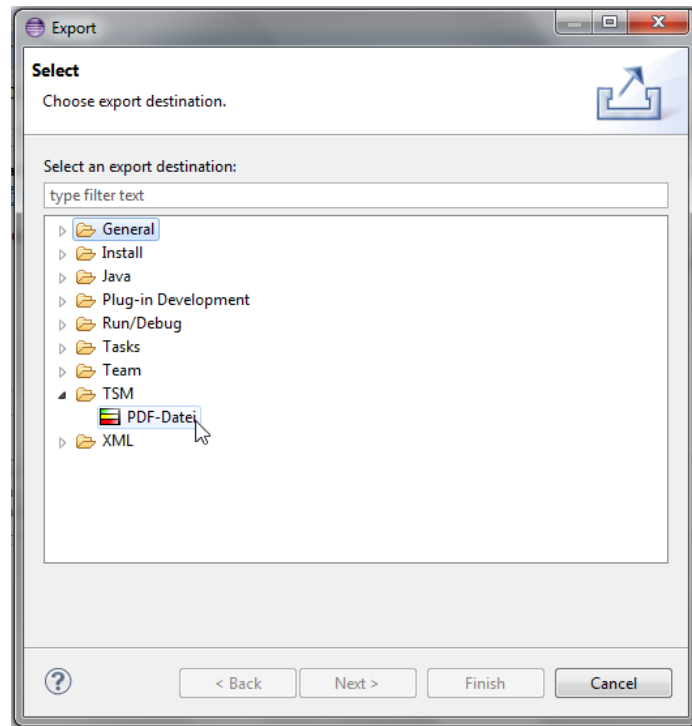 Export
Select
Choose export destination.
Select an export destination:
type filter text
General
Install
Java
Plug-in Development
Run/Debug
Tasks
Team
TSM
PDF-Datei
XML
< Back Next > Finish Cancel